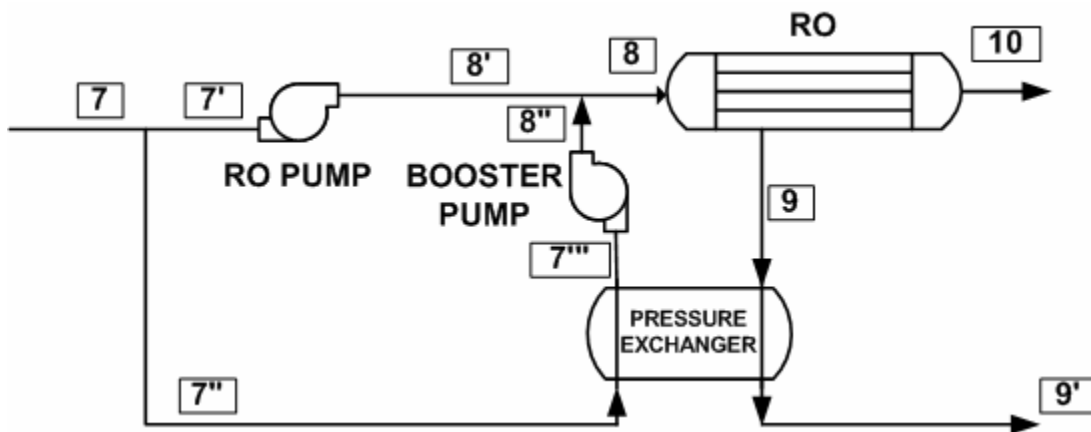 RO
10
8'
8
7
7'
8"
RO PUMP
BOOSTER
PUMP
9
7'"
PRESSURE
EXCHANGER
7"
9'